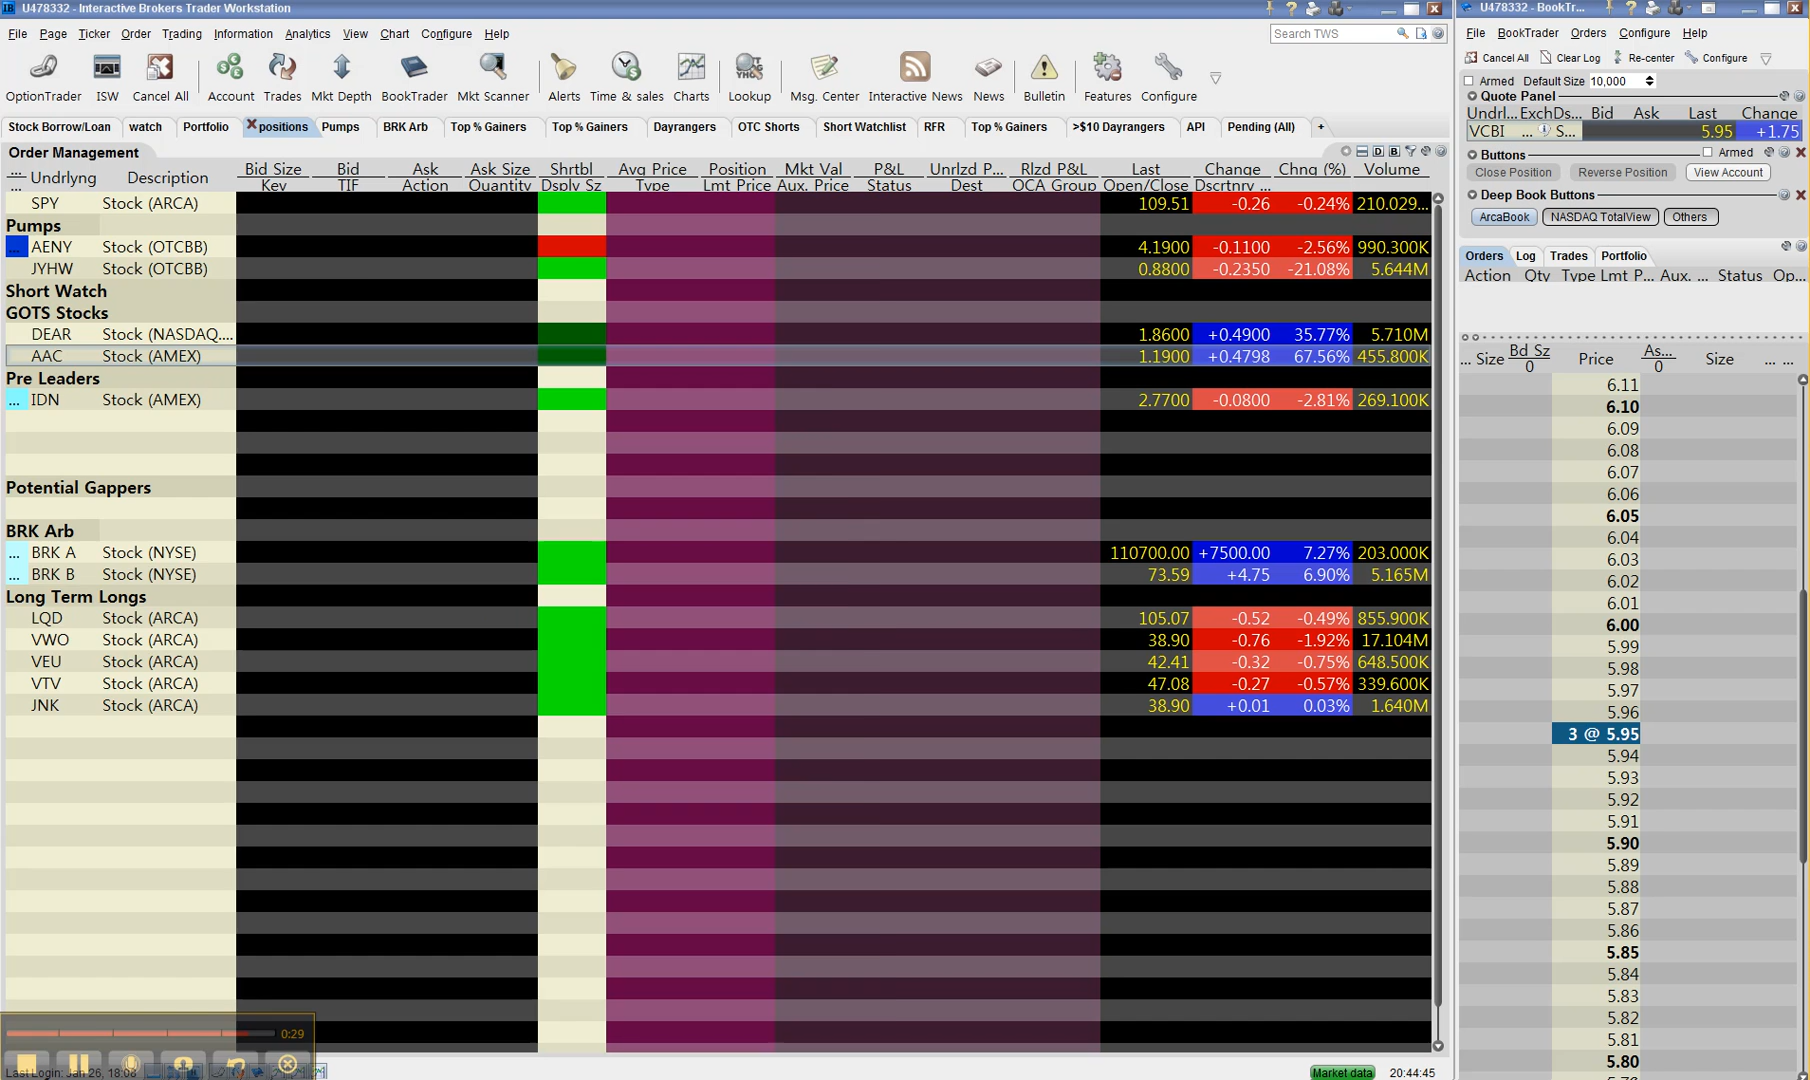 U478332 - Interactive Brokers Trader Workstation
File Page Ticker Order Trading Information Analytics View Chart Configure Help
Search TWS
OptionTrader ISW Cancel All Account Trades Mkt Depth BookTrader Mkt Scanner Alerts Time & sales Charts Lookup Msg. Center Interactive News News Bulletin Features Configure
Stock Borrow/Loan watch Portfolio positions Pumps BRK Arb Top % Gainers Top % Gainers Dayrangers OTC Shorts Short Watchlist RFR Top % Gainers >$10 Dayrangers API Pending (All) +
Order Management
... Undrlyng Description Bid Size Bid Ask Ask Size Shrtbl Avg Price Position Mkt Val P&L Unrlzd P... Rlzd P&L Last Change Chng (%) Volume
... Key TIF Action Quantity Dsply Sz Type Lmt Price Aux. Price Status Dest OCA Group Open/Close Dscrtnry ...
SPY Stock (ARCA) 109.51 -0.26 -0.24% 210.029...
Pumps
... AENY Stock (OTCBB) 4.1900 -0.1100 -2.56% 990.300K
JYHW Stock (OTCBB) 0.8800 -0.2350 -21.08% 5.644M
Short Watch
GOTS Stocks
DEAR Stock (NASDAQ.... 1.8600 +0.4900 35.77% 5.710M
AAC Stock (AMEX) 1.1900 +0.4798 67.56% 455.800K
Pre Leaders
... IDN Stock (AMEX) 2.7700 -0.0800 -2.81% 269.100K
Potential Gappers
BRK Arb
... BRK A Stock (NYSE) 110700.00 +7500.00 7.27% 203.000K
... BRK B Stock (NYSE) 73.59 +4.75 6.90% 5.165M
Long Term Longs
LQD Stock (ARCA) 105.07 -0.52 -0.49% 855.900K
VWO Stock (ARCA) 38.90 -0.76 -1.92% 17.104M
VEU Stock (ARCA) 42.41 -0.32 -0.75% 648.500K
VTV Stock (ARCA) 47.08 -0.27 -0.57% 339.600K
JNK Stock (ARCA) 38.90 +0.01 0.03% 1.640M
0:29
Last Login: Jan 26, 18:08
Market data 20:44:45
U478332 - BookTr...
File BookTrader Orders Configure Help
Cancel All Clear Log Re-center Configure
Armed Default Size 10,000
Quote Panel
Undrl... ExchDs... Bid Ask Last Change
VCBI ... S... 5.95 +1.75
Buttons Armed
Close Position Reverse Position View Account
Deep Book Buttons
ArcaBook NASDAQ TotalView Others
Orders Log Trades Portfolio
Action Qty Type Lmt P... Aux. ... Status Op...
... Size Bd Sz Price As... Size ... ...
0 0
6.11
6.10
6.09
6.08
6.07
6.06
6.05
6.04
6.03
6.02
6.01
6.00
5.99
5.98
5.97
5.96
3 @ 5.95
5.94
5.93
5.92
5.91
5.90
5.89
5.88
5.87
5.86
5.85
5.84
5.83
5.82
5.81
5.80